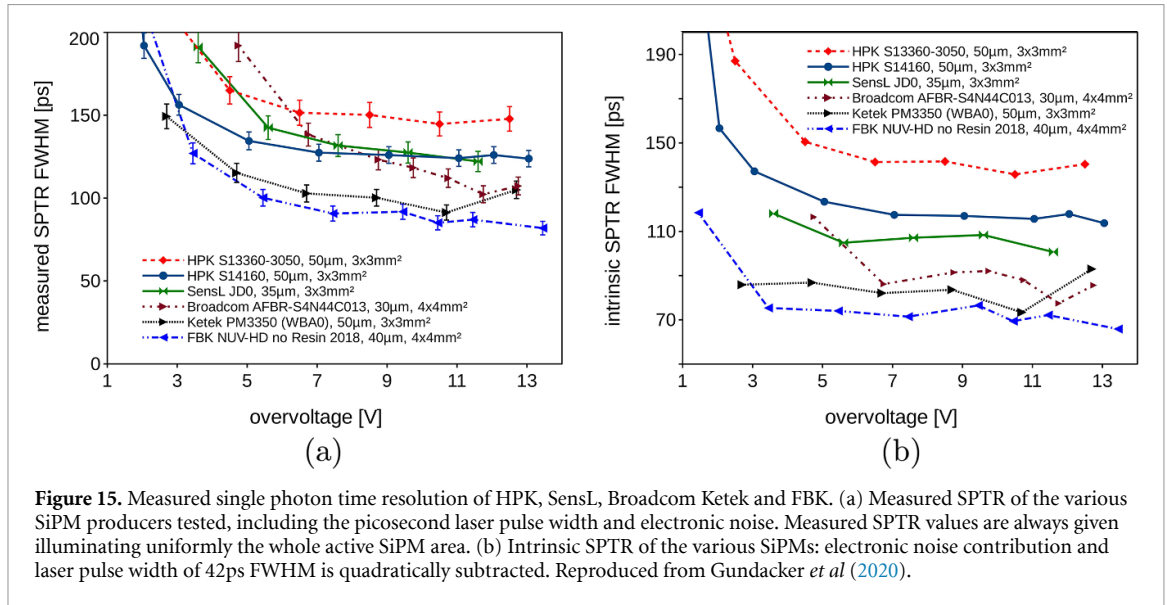 200
150
100
50
0
1
3
5
7
9
11
13
measured SPTR FWHM [ps]
overvoltage [V]
HPK S13360-3050, 50µm, 3x3mm²
HPK S14160, 50µm, 3x3mm²
SensL JD0, 35µm, 3x3mm²
Broadcom AFBR-S4N44C013, 30µm, 4x4mm²
Ketek PM3350 (WBA0), 50µm, 3x3mm²
FBK NUV-HD no Resin 2018, 40µm, 4x4mm²
(a)
190
150
110
70
1
3
5
7
9
11
13
intrinsic SPTR FWHM [ps]
overvoltage [V]
HPK S13360-3050, 50µm, 3x3mm²
HPK S14160, 50µm, 3x3mm²
SensL JD0, 35µm, 3x3mm²
Broadcom AFBR-S4N44C013, 30µm, 4x4mm²
Ketek PM3350 (WBA0), 50µm, 3x3mm²
FBK NUV-HD no Resin 2018, 40µm, 4x4mm²
(b)
Figure 15. Measured single photon time resolution of HPK, SensL, Broadcom Ketek and FBK. (a) Measured SPTR of the various
SiPM producers tested, including the picosecond laser pulse width and electronic noise. Measured SPTR values are always given
illuminating uniformly the whole active SiPM area. (b) Intrinsic SPTR of the various SiPMs: electronic noise contribution and
laser pulse width of 42ps FWHM is quadratically subtracted. Reproduced from Gundacker et al (2020).